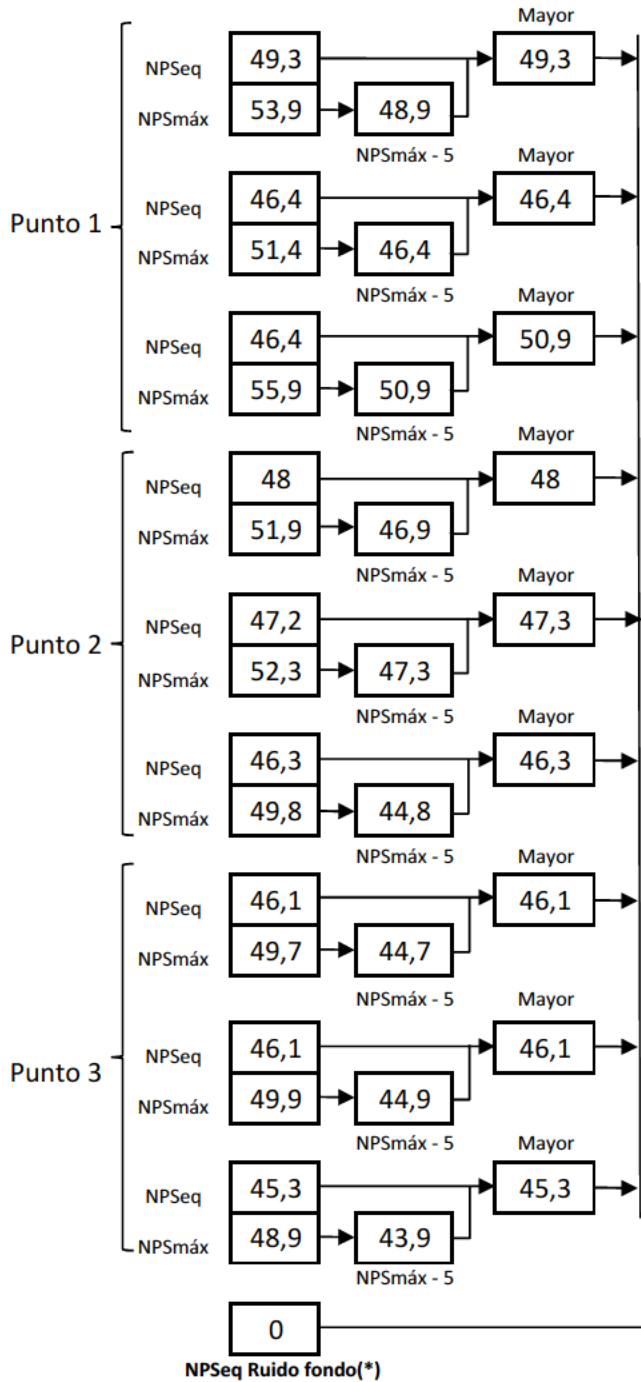 Mayor
NPSeq 49,3 49,3
NPSmáx 53,9 48,9
NPSmáx - 5 Mayor
Punto 1
NPSeq 46,4 46,4
NPSmáx 51,4 46,4
NPSmáx - 5 Mayor
NPSeq 46,4 50,9
NPSmáx 55,9 50,9
NPSmáx - 5 Mayor
NPSeq 48 48
NPSmáx 51,9 46,9
NPSmáx - 5 Mayor
Punto 2
NPSeq 47,2 47,3
NPSmáx 52,3 47,3
NPSmáx - 5 Mayor
NPSeq 46,3 46,3
NPSmáx 49,8 44,8
NPSmáx - 5 Mayor
NPSeq 46,1 46,1
NPSmáx 49,7 44,7
NPSmáx - 5 Mayor
Punto 3
NPSeq 46,1 46,1
NPSmáx 49,9 44,9
NPSmáx - 5 Mayor
NPSeq 45,3 45,3
NPSmáx 48,9 43,9
NPSmáx - 5
0
NPSeq Ruido fondo(*)